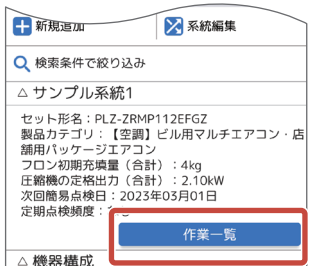 新規追加 系統編集
検索条件で絞り込み
△ サンプル系統1
セット形名：PLZ-ZRMP112EFGZ
製品カテゴリ：【空調】ビル用マルチエアコン・店
舗用パッケージエアコン
フロン初期充填量（合計）：4kg
圧縮機の定格出力（合計）：2.10kW
次回簡易点検日：2023年03月01日
定期点検頻度：
作業一覧
△ 機器構成